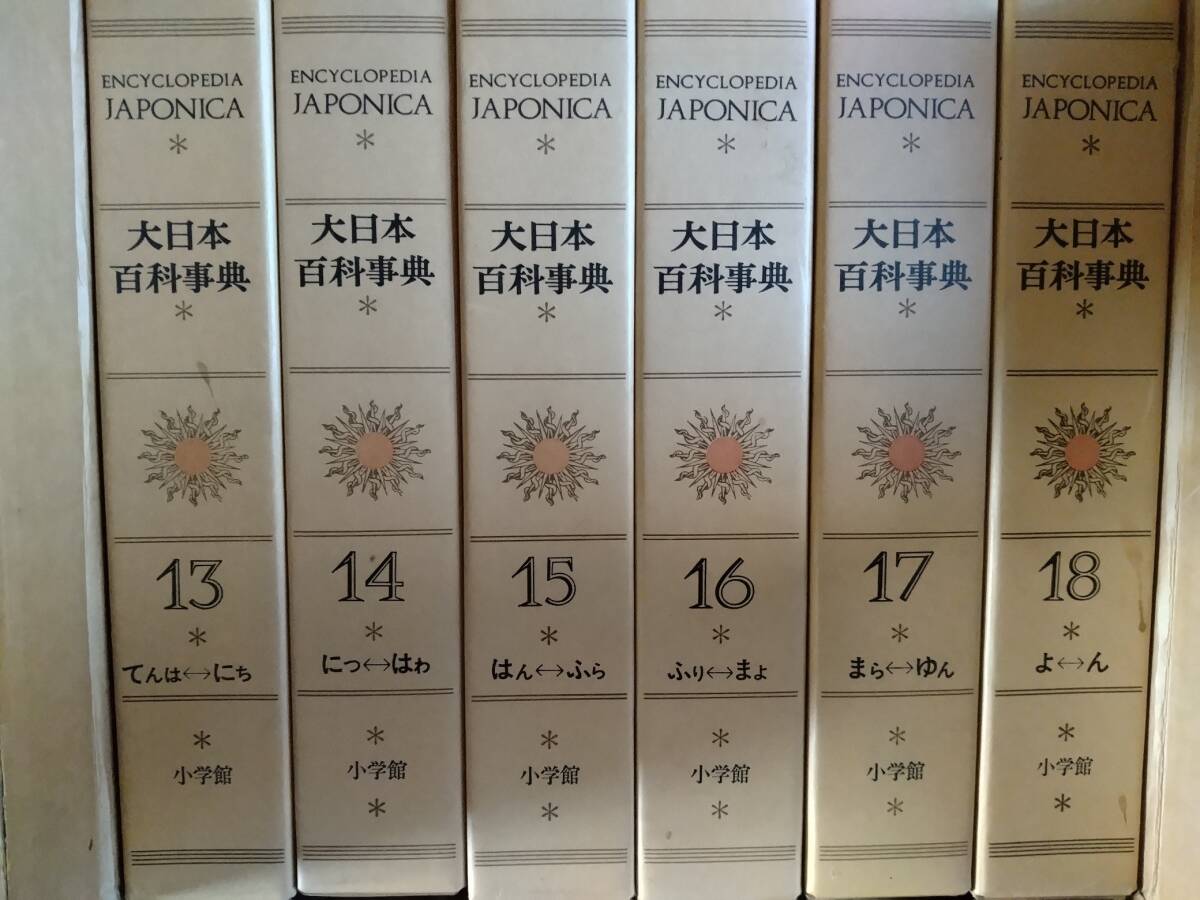 ENCYCLOPEDIA
JAPONICA
*
大日本
百科事典
*
13
*
てんは↔にち
*
小学館
ENCYCLOPEDIA
JAPONICA
*
大日本
百科事典
*
14
*
につ↔はわ
*
小学館
*
ENCYCLOPEDIA
JAPONICA
*
大日本
百科事典
*
15
*
はん↔ふら
*
小学館
*
ENCYCLOPEDIA
JAPONICA
*
大日本
百科事典
*
16
*
ふり↔まよ
*
小学館
*
ENCYCLOPEDIA
JAPONICA
*
大日本
百科事典
*
17
*
まら↔ゆん
*
小学館
*
ENCYCLOPEDIA
JAPONICA
*
大日本
百科事典
*
18
*
よ↔ん
*
小学館
*